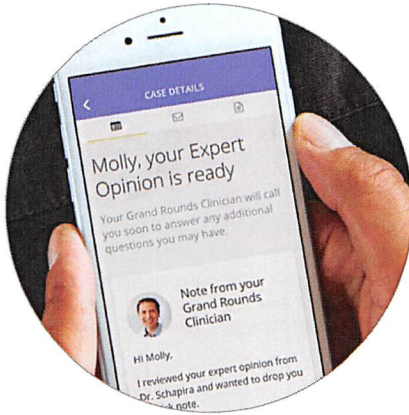 CASE DETAILS
Molly, your Expert
Opinion is ready
Your Grand Rounds Clinician will call
you soon to answer any additional
questions you may have.
Note from your
Grand Rounds
Clinician
Hi Molly,
I reviewed your expert opinion from
Dr. Schapira and wanted to drop you
note.